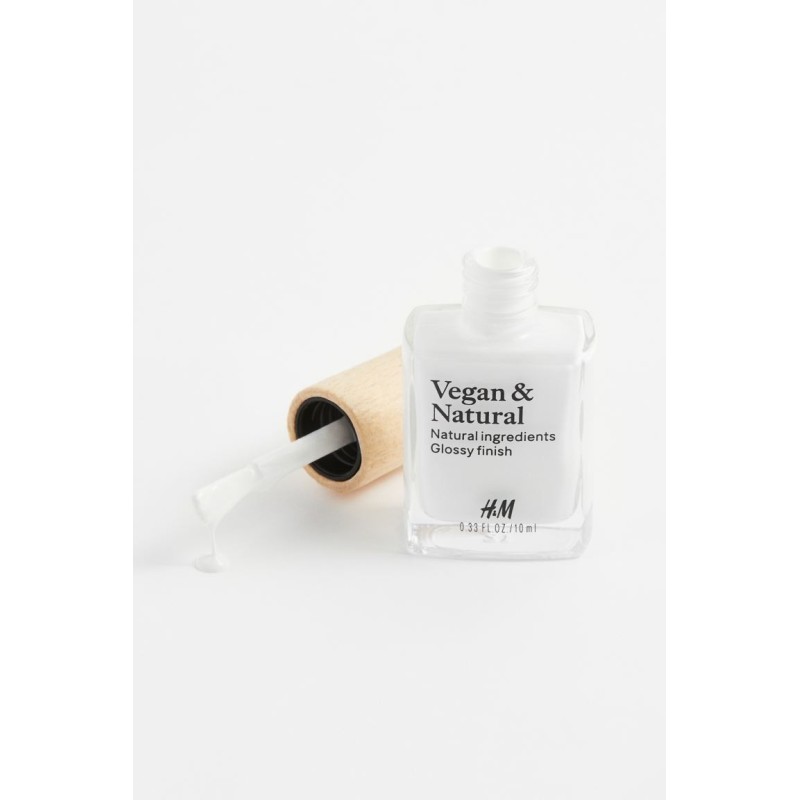 Vegan &
Natural
Natural ingredients
Glossy finish
H&M
0.33 FL OZ/10 ml